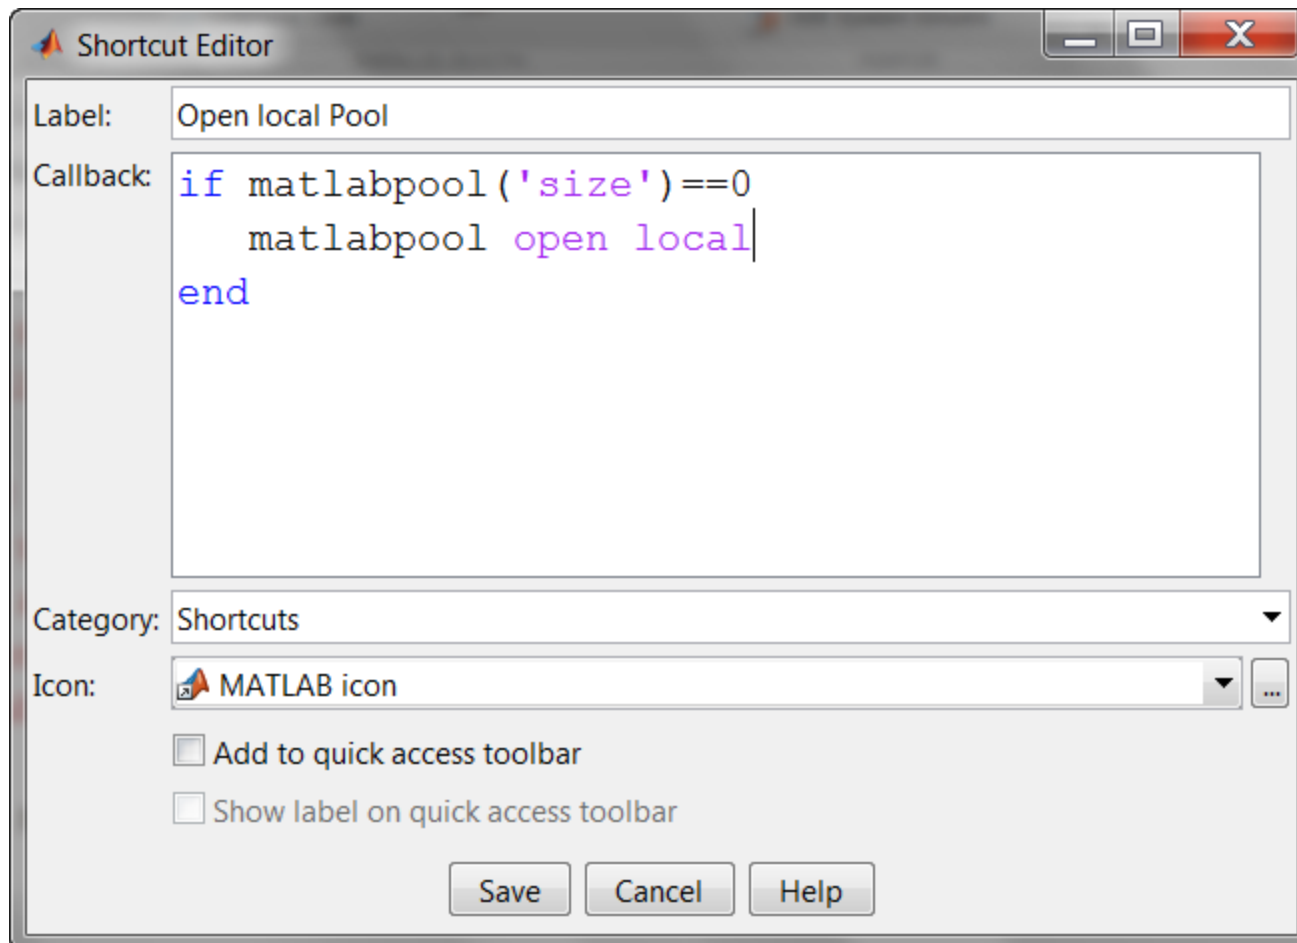 Shortcut Editor
Label: Open local Pool
Callback: if matlabpool('size')==0
matlabpool open local
end
Category: Shortcuts
Icon: MATLAB icon ...
Add to quick access toolbar
Show label on quick access toolbar
Save Cancel Help